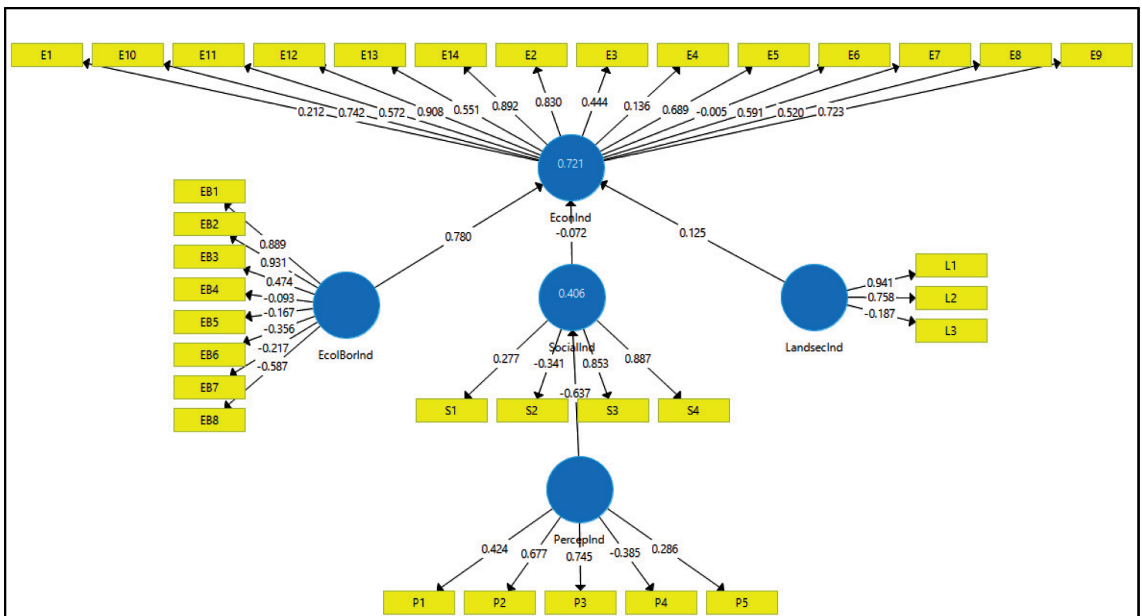 E1 E10 E11 E12 E13 E14 E2 E3 E4 E5 E6 E7 E8 E9
0.212 0.742 0.572 0.908 0.551 0.892 0.830 0.444 0.136 0.689 -0.005 0.591 0.520 0.723
0.721
EconInd
EB1
EB2
EB3
EB4
EB5
EB6
EB7
EB8
0.889
0.931
0.474
-0.093
-0.167
-0.356
-0.217
-0.587
EcolBorInd
0.780
-0.072
0.125
0.406
SocialInd
L1
L2
L3
0.941
0.758
-0.187
LandsecInd
0.277 -0.341 0.853 0.887
-0.637
S1 S2 S3 S4
PercepInd
0.424 0.677 0.745 -0.385 0.286
P1 P2 P3 P4 P5